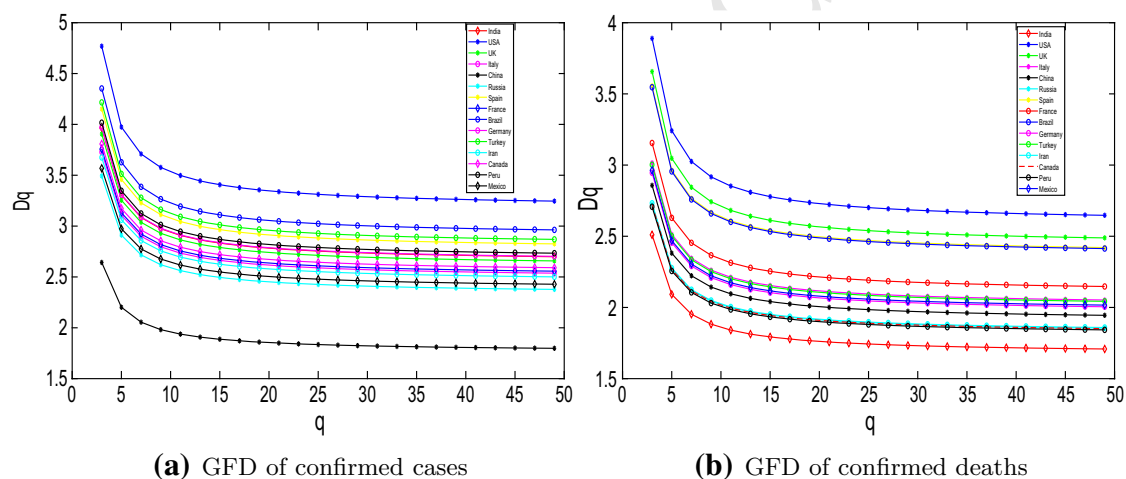 5
4.5
4
3.5
3
2.5
2
1.5
Dq
0 5 10 15 20 25 30 35 40 45 50
q
India
USA
UK
Italy
China
Russia
Spain
France
Brazil
Germany
Turkey
Iran
Canada
Peru
Mexico
(a) GFD of confirmed cases
4
3.5
3
2.5
2
1.5
Dq
0 5 10 15 20 25 30 35 40 45 50
q
India
USA
UK
Italy
China
Russia
Spain
France
Brazil
Germany
Turkey
Iran
Canada
Peru
Mexico
(b) GFD of confirmed deaths